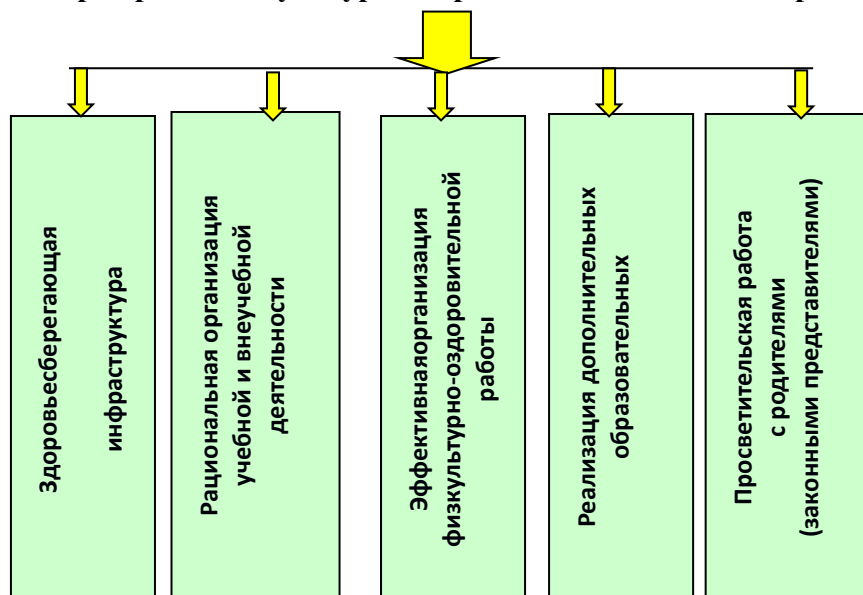 Здоровьесберегающая
инфраструктура
Рациональная организация
учебной и внеучебной
деятельности
Эффективнаяорганизация
физкультурно-оздоровительной
работы
Реализация дополнительных
образовательных
Просветительская работа
с родителями
(законными представителями)